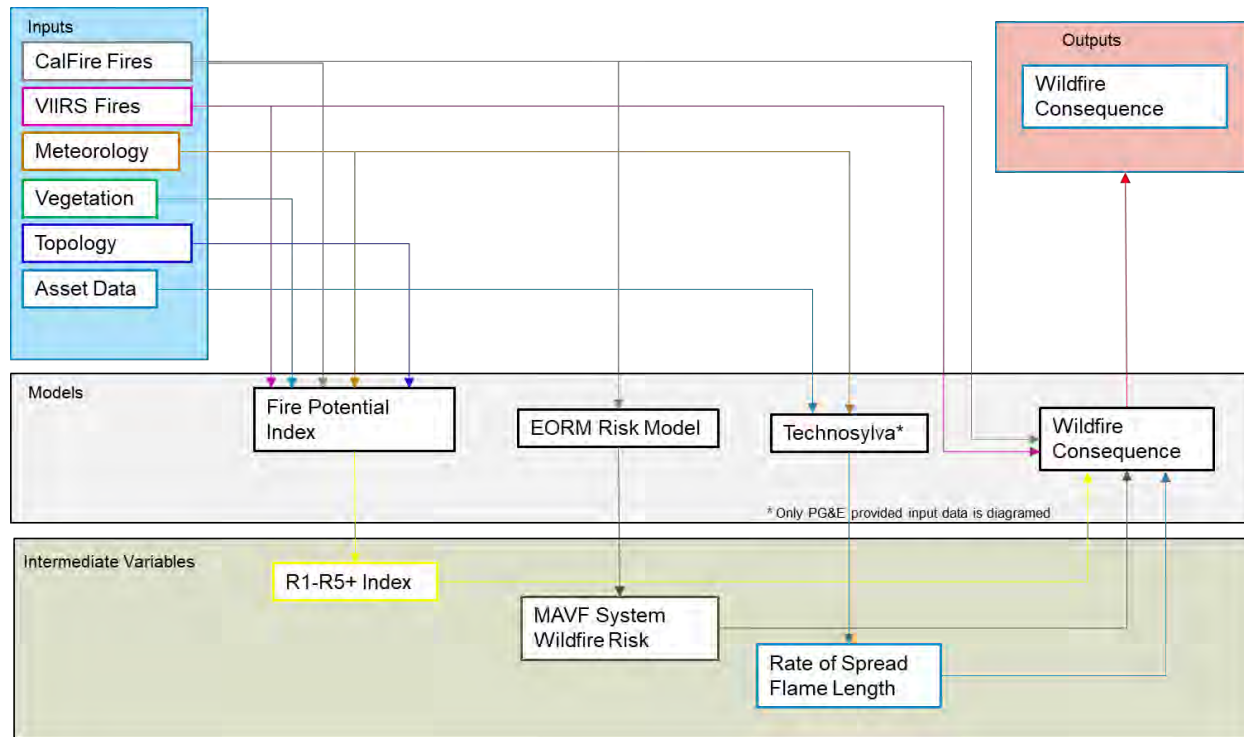 Inputs
CalFire Fires
VIIRS Fires
Meteorology
Vegetation
Topology
Asset Data
Outputs
Wildfire
Consequence
Models
Fire Potential
Index
EORM Risk Model
Technosylva*
Wildfire
Consequence
* Only PG&E provided input data is diagramed
Intermediate Variables
R1-R5+ Index
MAVF System
Wildfire Risk
Rate of Spread
Flame Length